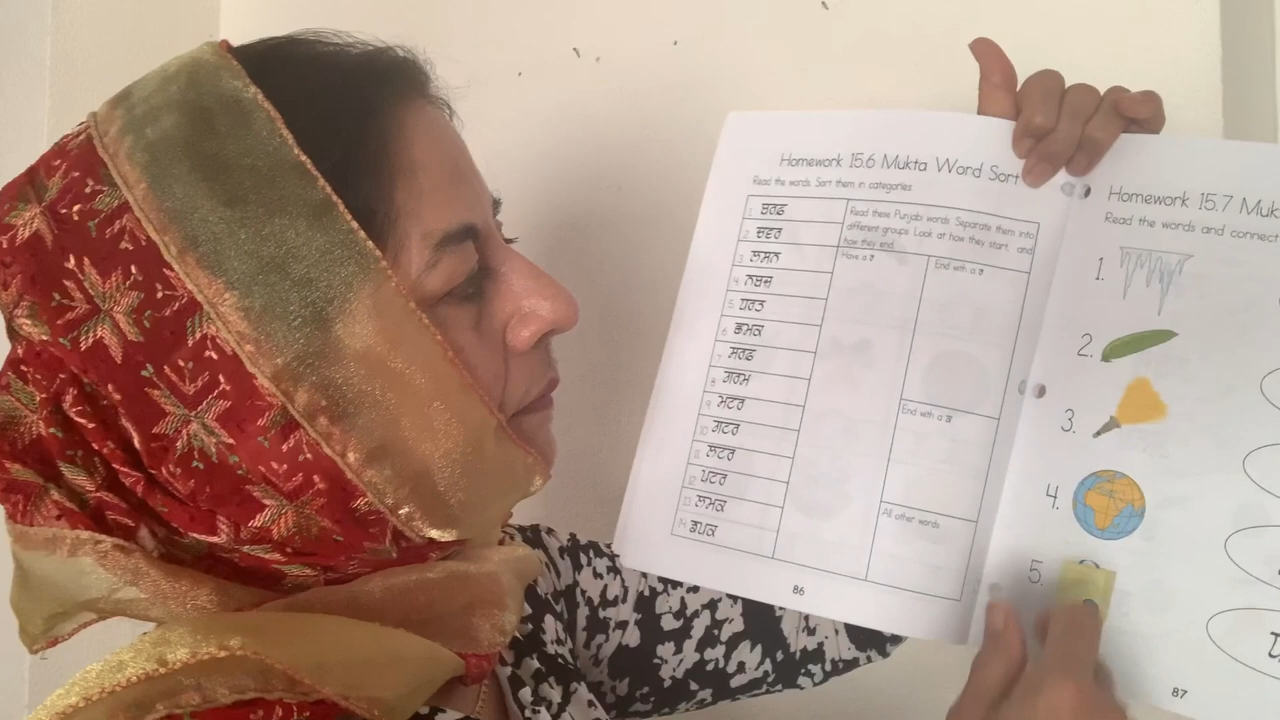 Homework 15.6 Mukta Word Sort
Read the words. Sort them in categories.
1. ਬਰਫ਼
2. ਚਵਰ
3. ਲਸਨ
4. ਨਬਜ਼
5. ਧਰਤ
6. ਛਮਕ
7. ਸਰਫ਼
8. ਗਰਮ
9. ਮਟਰ
10. ਗਟਰ
11. ਲਟਰ
12. ਪਟਰ
13. ਲਮਕ
14. ਡਪਕ
Read these Punjabi words. Separate them into
different groups. Look at how they start, and
how they end.
Have a ਰ
End with a
End with a
All other words
86
Homework 15.7 Muk
Read the words and connect
1.
2.
3.
4.
5.
87